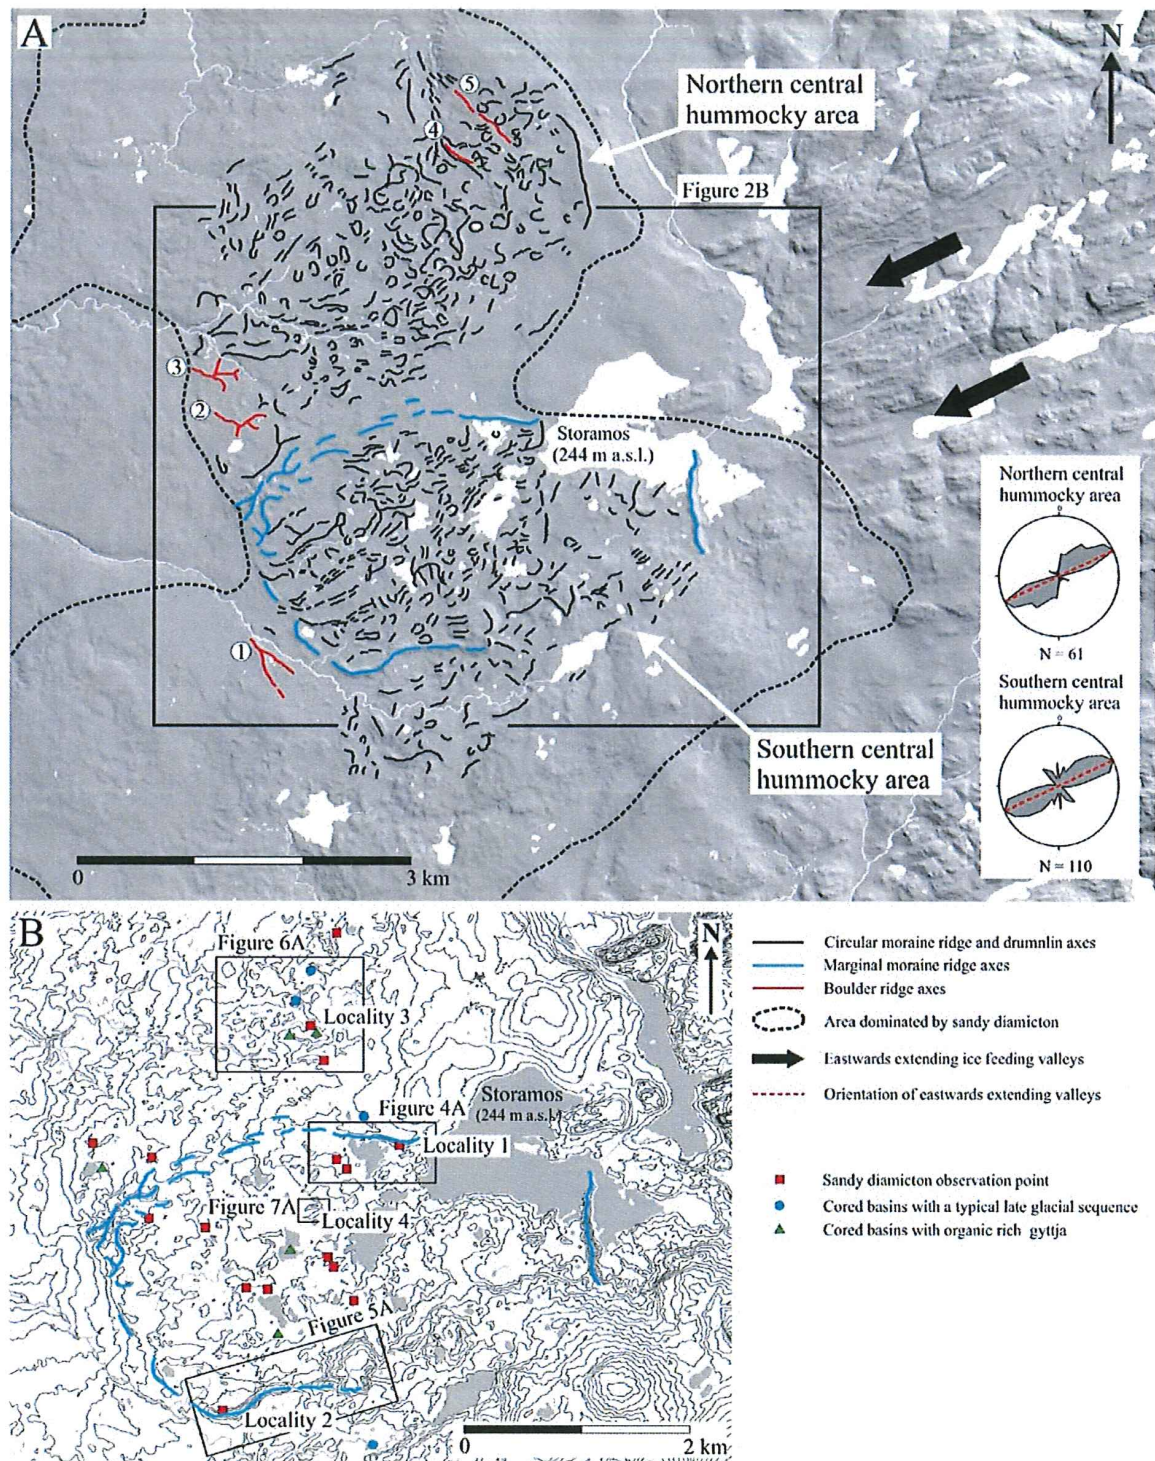 A
N
Northern central
hummocky area
Figure 2B
5
4
3
2
1
Storamos
(244 m a.s.l.)
Southern central
hummocky area
Northern central
hummocky area
0
N = 61
Southern central
hummocky area
0
N = 110
0
3 km
B
N
Figure 6A
Locality 3
Storamos
(244 m a.s.l.)
Figure 4A
Locality 1
Figure 7A
Locality 4
Figure 5A
Locality 2
0
2 km
Circular moraine ridge and drumnlin axes
Marginal moraine ridge axes
Boulder ridge axes
Area dominated by sandy diamicton
Eastwards extending ice feeding valleys
Orientation of eastwards extending valleys
Sandy diamicton observation point
Cored basins with a typical late glacial sequence
Cored basins with organic rich gyttja